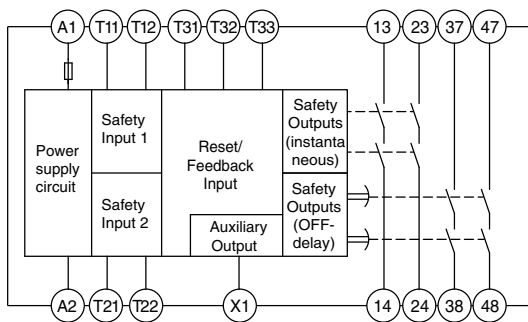 A1 T11 T12 T31 T32 T33 13 23 37 47
Power
supply
circuit
Safety
Input 1
Safety
Input 2
Reset/
Feedback
Input
Auxiliary
Output
Safety
Outputs
(instanta
neous)
Safety
Outputs
(OFF-
delay)
A2 T21 T22 X1 14 24 38 48